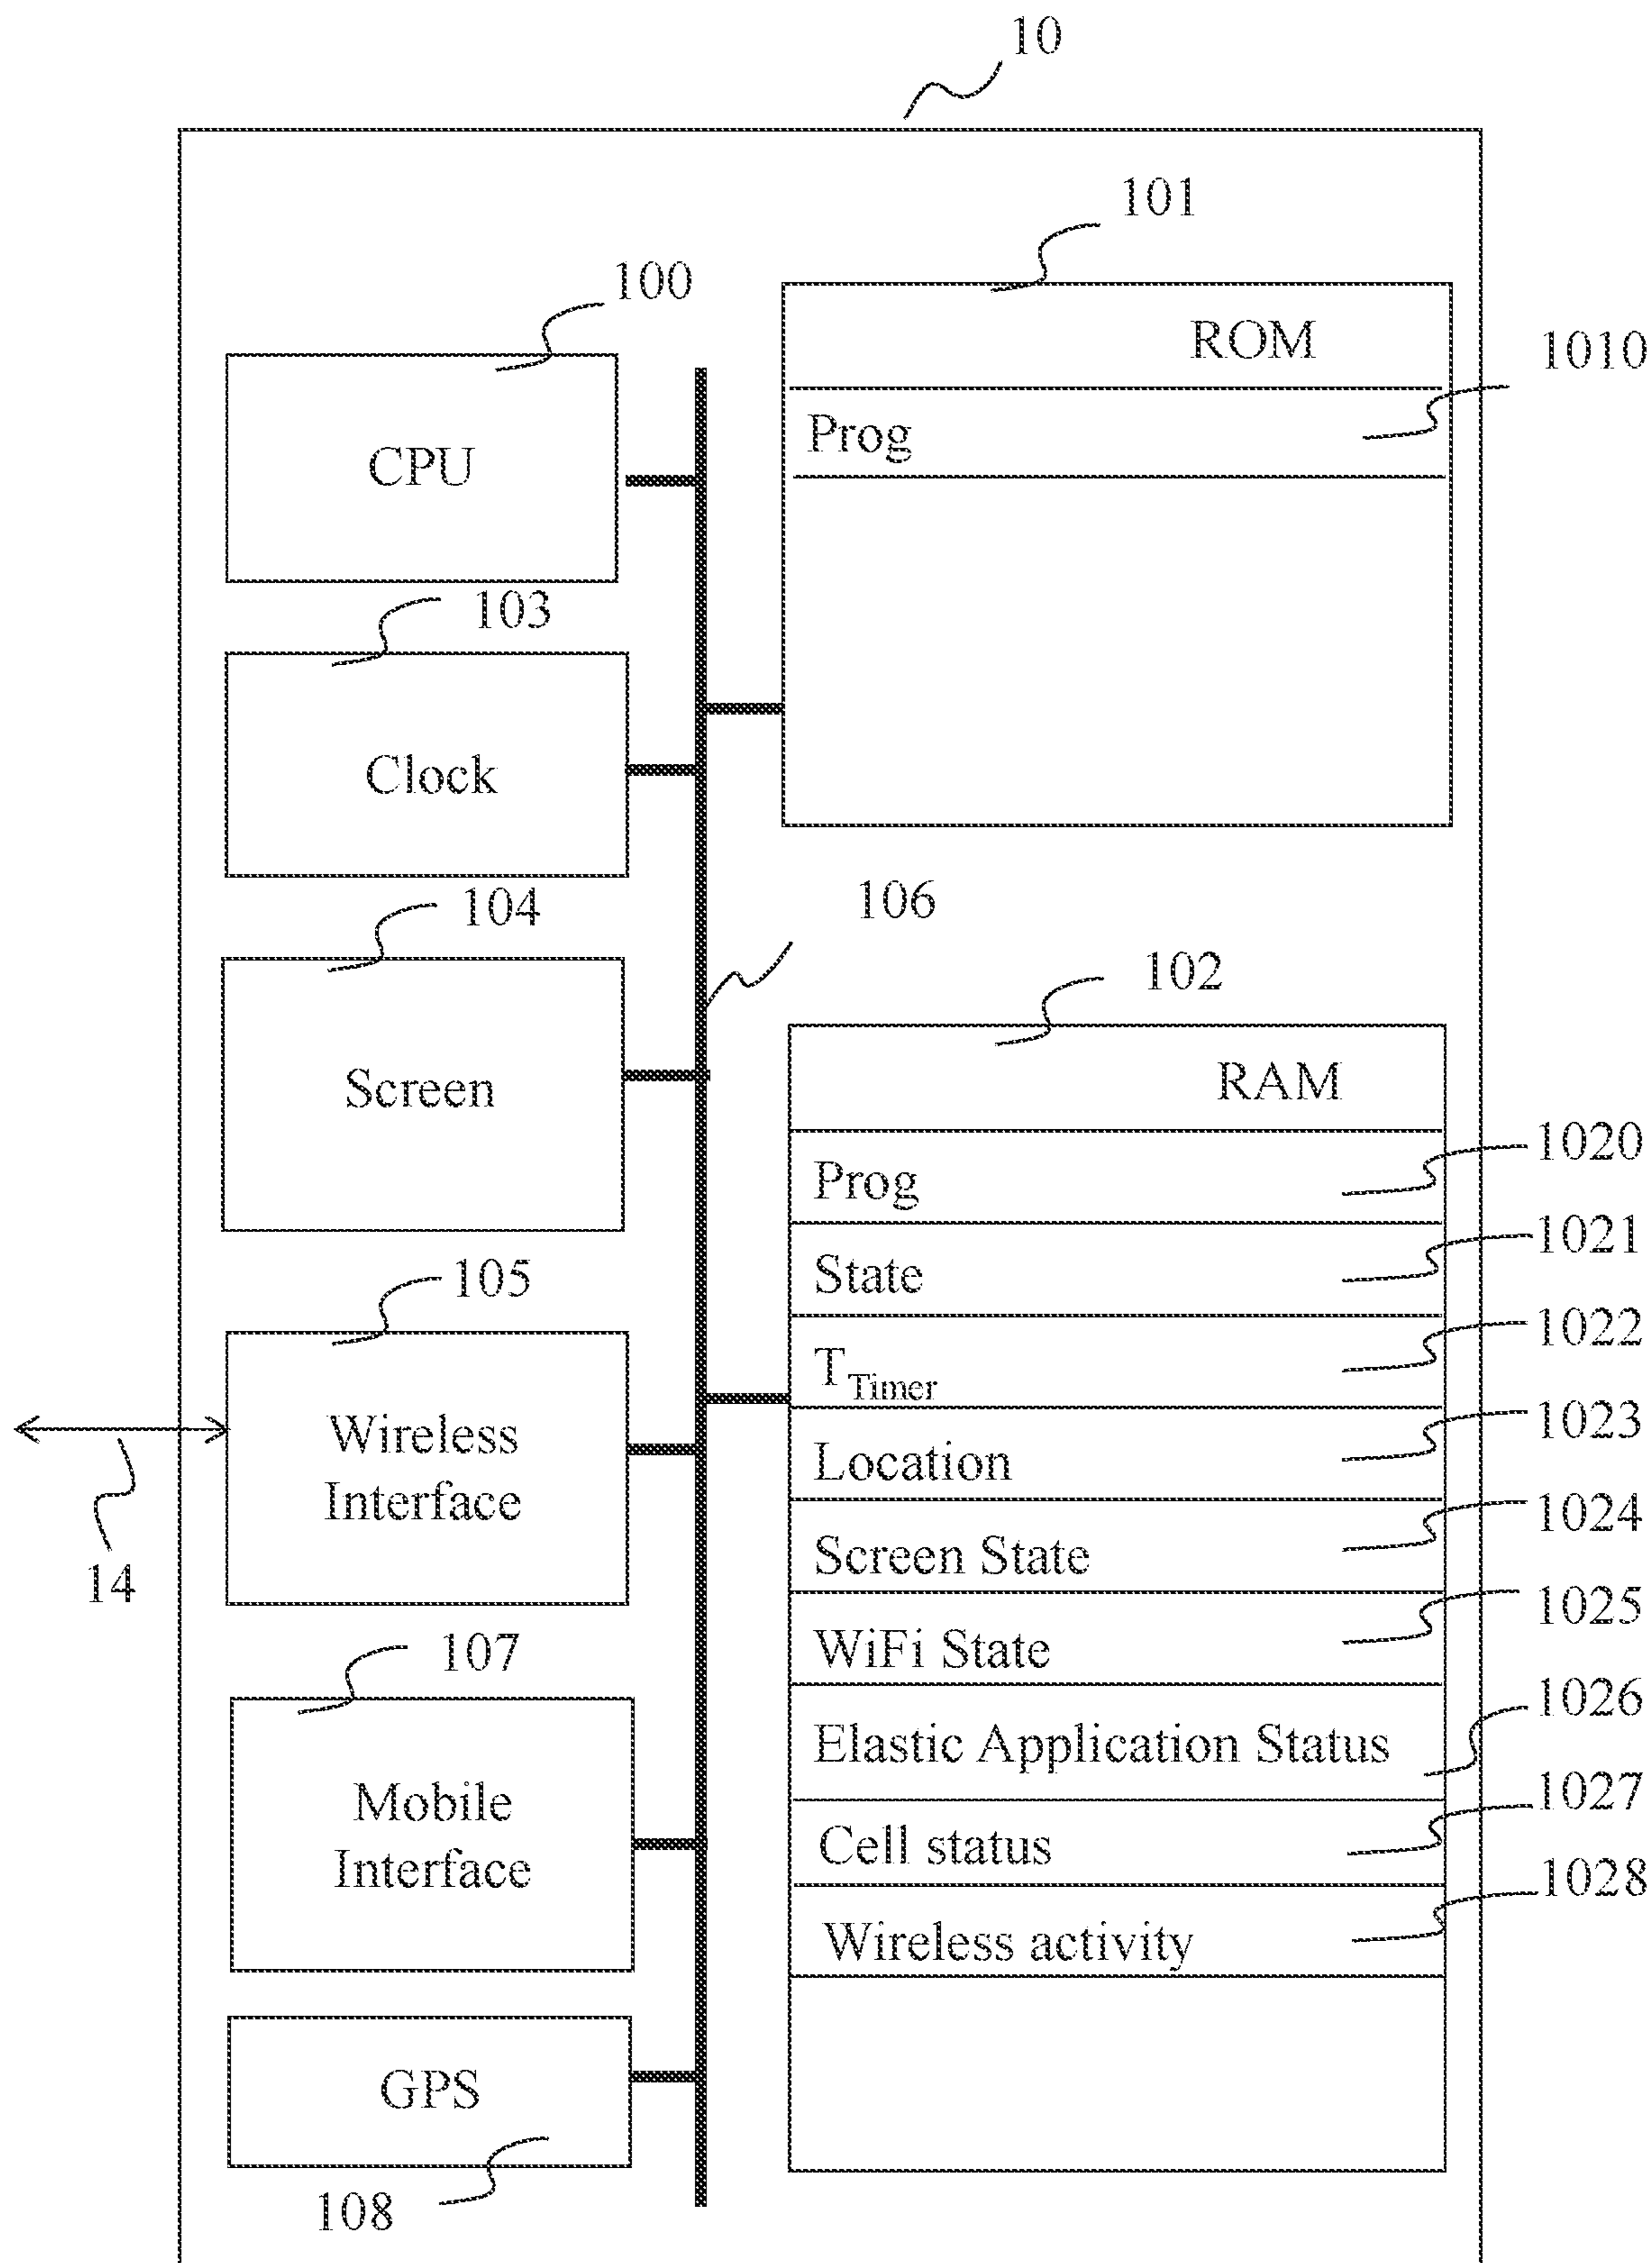 10
101
100
ROM
1010
CPU
Prog
103
Clock
104
106
102
Screen
RAM
1020
Prog
1021
State
105
1022
T Timer
1023
Wireless
Interface
Location
1024
Screen State
14
1025
WiFi State
107
1026
Elastic Application Status
Mobile
Interface
1027
Cell status
1028
Wireless activity
GPS
108